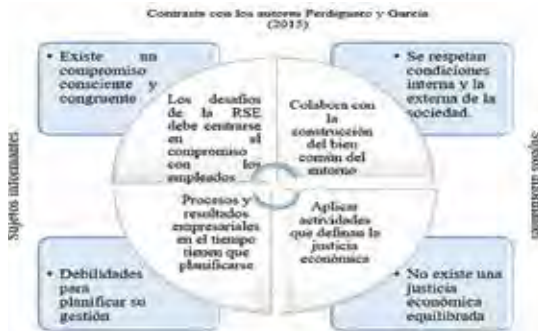 Contraste con los autores Perdiguero y García
(2015)
• Existe un
compromiso
consciente y
congruente
• Se respetan
condiciones
interna y la
externa de la
sociedad.
Los desafíos
de la RSE
debe centrarse
en el
compromiso
con los
empleados
Colabora con
la
construcción
del bien
común del
entorno
Sujetos informantes
Procesos y
resultados
empresariales
en el tiempo
tienen que
planificarse
Aplicar
actividades
que definan la
justicia
económica
• Debilidades
para
planificar su
gestión
• No existe una
justicia
económica
equilibrada